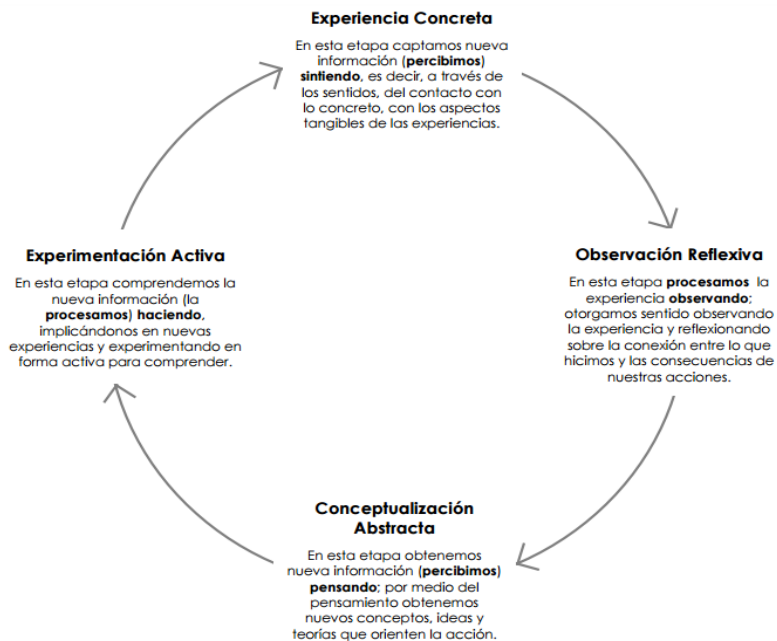 Experiencia Concreta
En esta etapa captamos nueva
información (percibimos)
sintiendo, es decir, a través de
los sentidos, del contacto con
lo concreto, con los aspectos
tangibles de las experiencias.
Observación Reflexiva
En esta etapa procesamos la
experiencia observando;
otorgamos sentido observando
la experiencia y reflexionando
sobre la conexión entre lo que
hicimos y las consecuencias de
nuestras acciones.
Conceptualización
Abstracta
En esta etapa obtenemos
nueva información (percibimos)
pensando; por medio del
pensamiento obtenemos
nuevos conceptos, ideas y
teorías que orienten la acción.
Experimentación Activa
En esta etapa comprendemos la
nueva información (la
procesamos) haciendo,
implicándonos en nuevas
experiencias y experimentando en
forma activa para comprender.